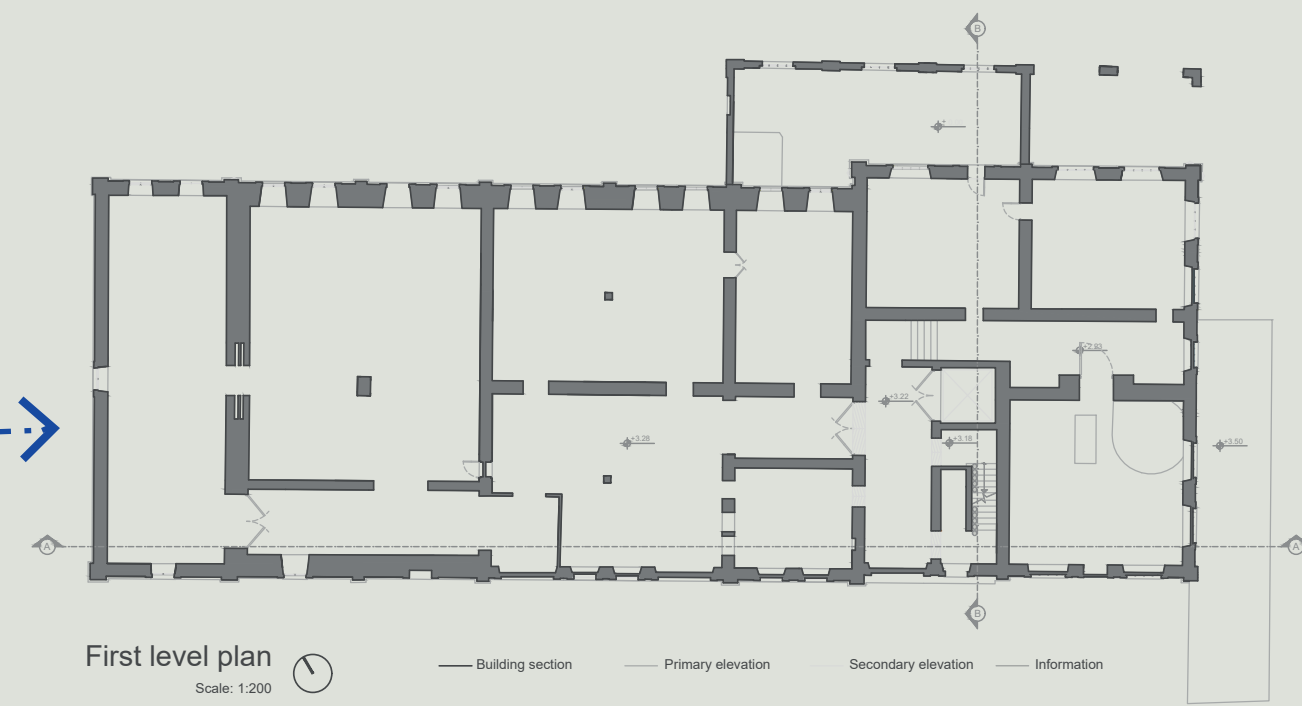 B
+
+2.93
+3.22
+3.28
+3.18
+3.50
A
A
B
First level plan
Scale: 1:200
Building section
Primary elevation
Secondary elevation
Information